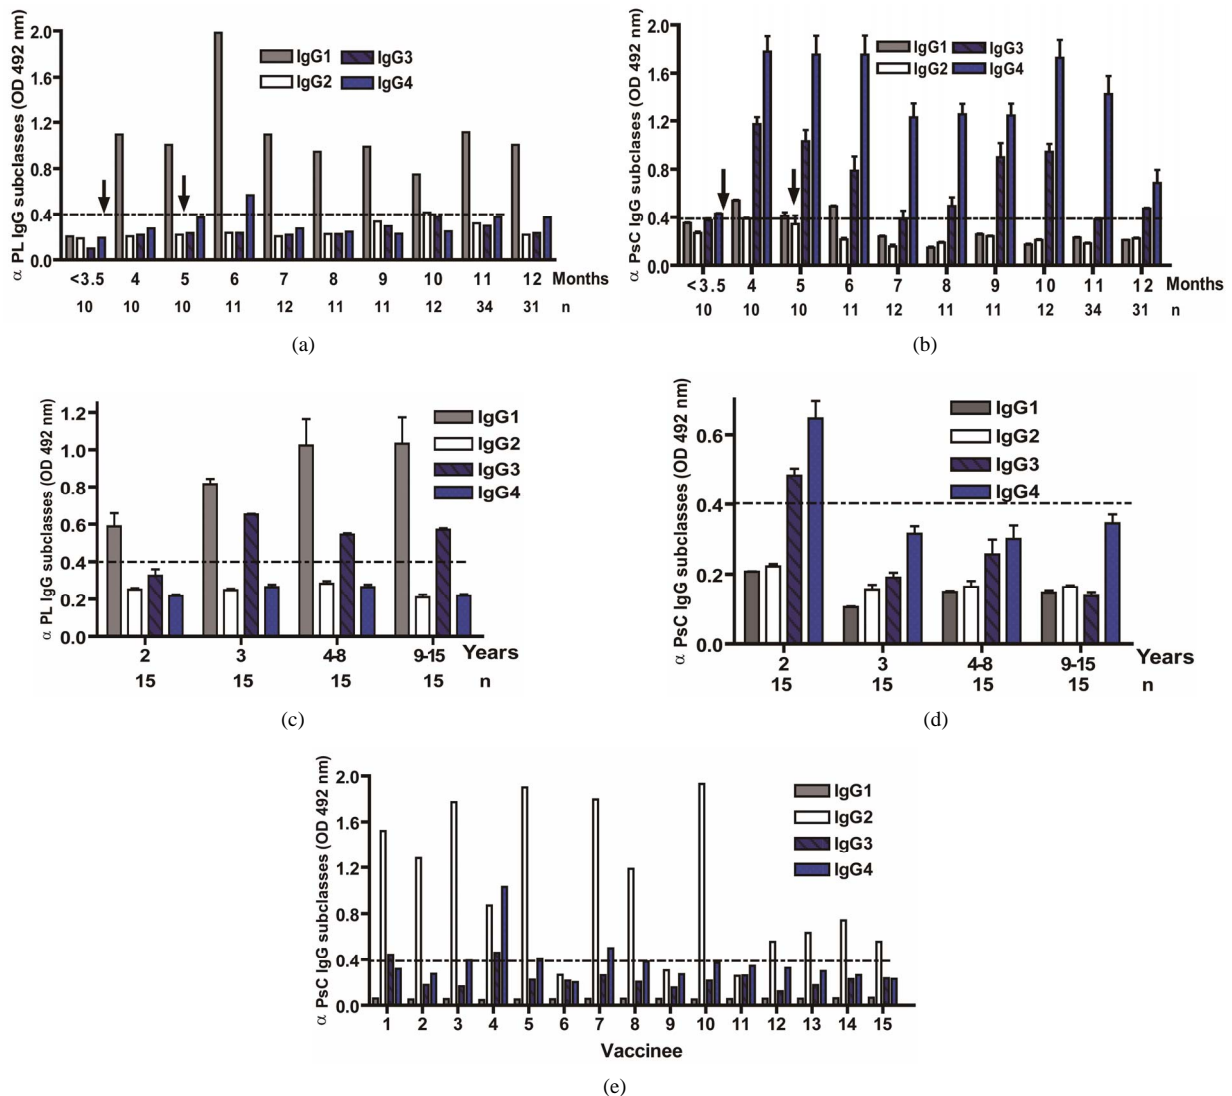 α PL IgG subclasses (OD 492 nm)
2.0
1.6
1.2
0.8
0.4
0.0
IgG1 IgG3
IgG2 IgG4
<3.5 4 5 6 7 8 9 10 11 12 Months
10 10 10 11 12 11 11 12 34 31 n
(a)
α PsC IgG subclasses (OD 492 nm)
2.0
1.6
1.2
0.8
0.4
0.0
IgG1 IgG3
IgG2 IgG4
<3.5 4 5 6 7 8 9 10 11 12 Months
10 10 10 11 12 11 11 12 34 31 n
(b)
α PL IgG subclasses (OD 492 nm)
1.2
1.0
0.8
0.6
0.4
0.2
0.0
IgG1
IgG2
IgG3
IgG4
2 3 4-8 9-15 Years
15 15 15 15 n
(c)
α PsC IgG subclasses (OD 492 nm)
0.6
0.4
0.2
0.0
IgG1
IgG2
IgG3
IgG4
2 3 4-8 9-15 Years
15 15 15 15 n
(d)
α PsC IgG subclasses (OD 492 nm)
2.0
1.6
1.2
0.8
0.4
0.0
IgG1
IgG2
IgG3
IgG4
1 2 3 4 5 6 7 8 9 10 11 12 13 14 15
Vaccinee
(e)